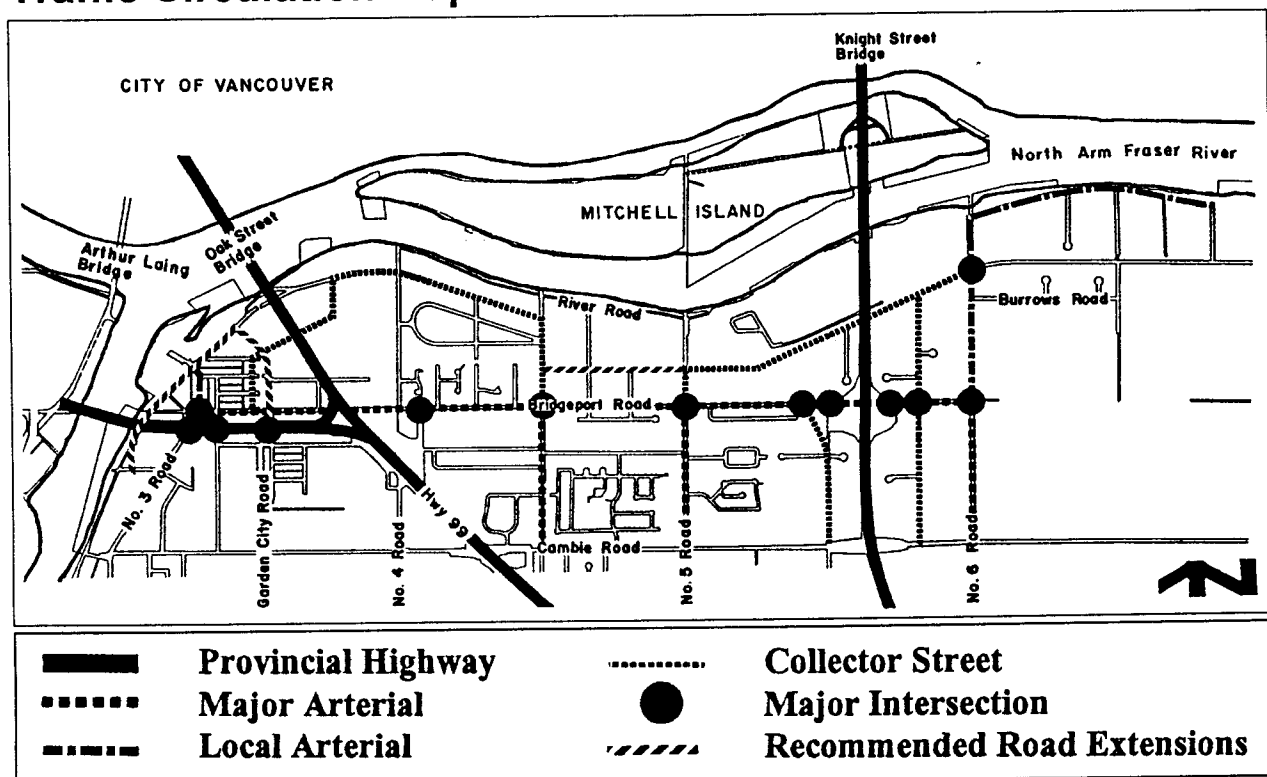 Knight Street
Bridge
CITY OF VANCOUVER
North Arm Fraser River
MITCHELL ISLAND
Oak Street
Bridge
Arthur Laing
Bridge
River Road
Burrows Road
Bridgeport Road
No. 3 Road
Garden City Road
No. 4 Road
Hwy 99
Cambie Road
No. 5 Road
No. 6 Road
N
Provincial Highway
Collector Street
Major Arterial
Major Intersection
Local Arterial
Recommended Road Extensions